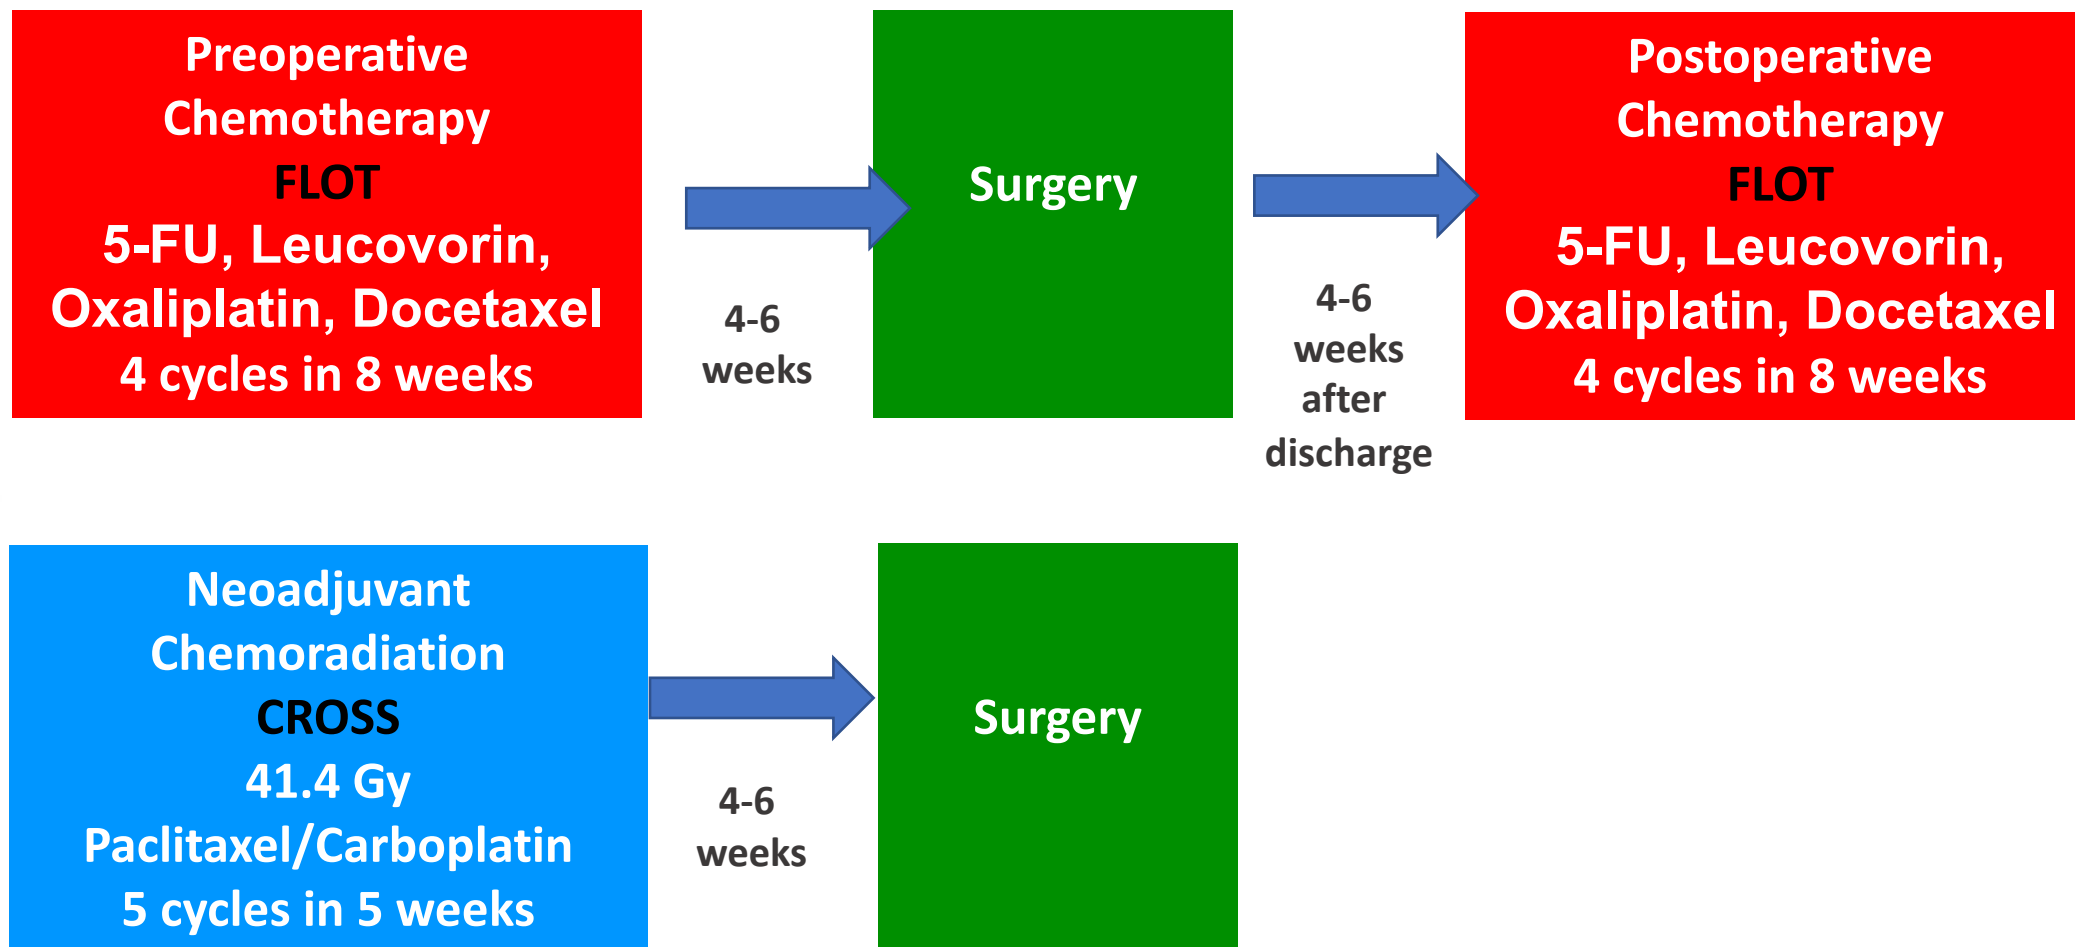 Preoperative
Chemotherapy
FLOT
5-FU, Leucovorin,
Oxaliplatin, Docetaxel
4 cycles in 8 weeks
4-6
weeks
Surgery
4-6
weeks
after
discharge
Postoperative
Chemotherapy
FLOT
5-FU, Leucovorin,
Oxaliplatin, Docetaxel
4 cycles in 8 weeks
Neoadjuvant
Chemoradiation
CROSS
41.4 Gy
Paclitaxel/Carboplatin
5 cycles in 5 weeks
4-6
weeks
Surgery